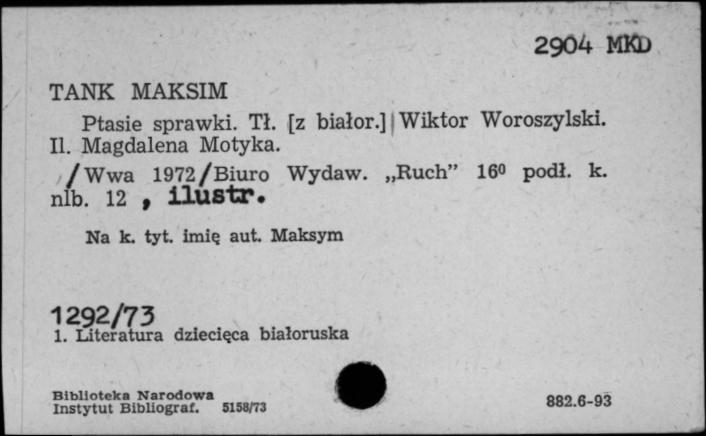 2904 MKD
TANK MAKSIM
Ptasie sprawki. Tł. [z białor.] Wiktor Woroszylski.
Il. Magdalena Motyka.
/Wwa 1972/Biuro Wydaw. „Ruch” 16⁰ podł. k.
nlb. 12 , ilustr.
Na k. tyt. imię aut. Maksym
1292/73
1. Literatura dziecięca białoruska
Biblioteka Narodowa
Instytut Bibliograf. 5158/73
882.6-93